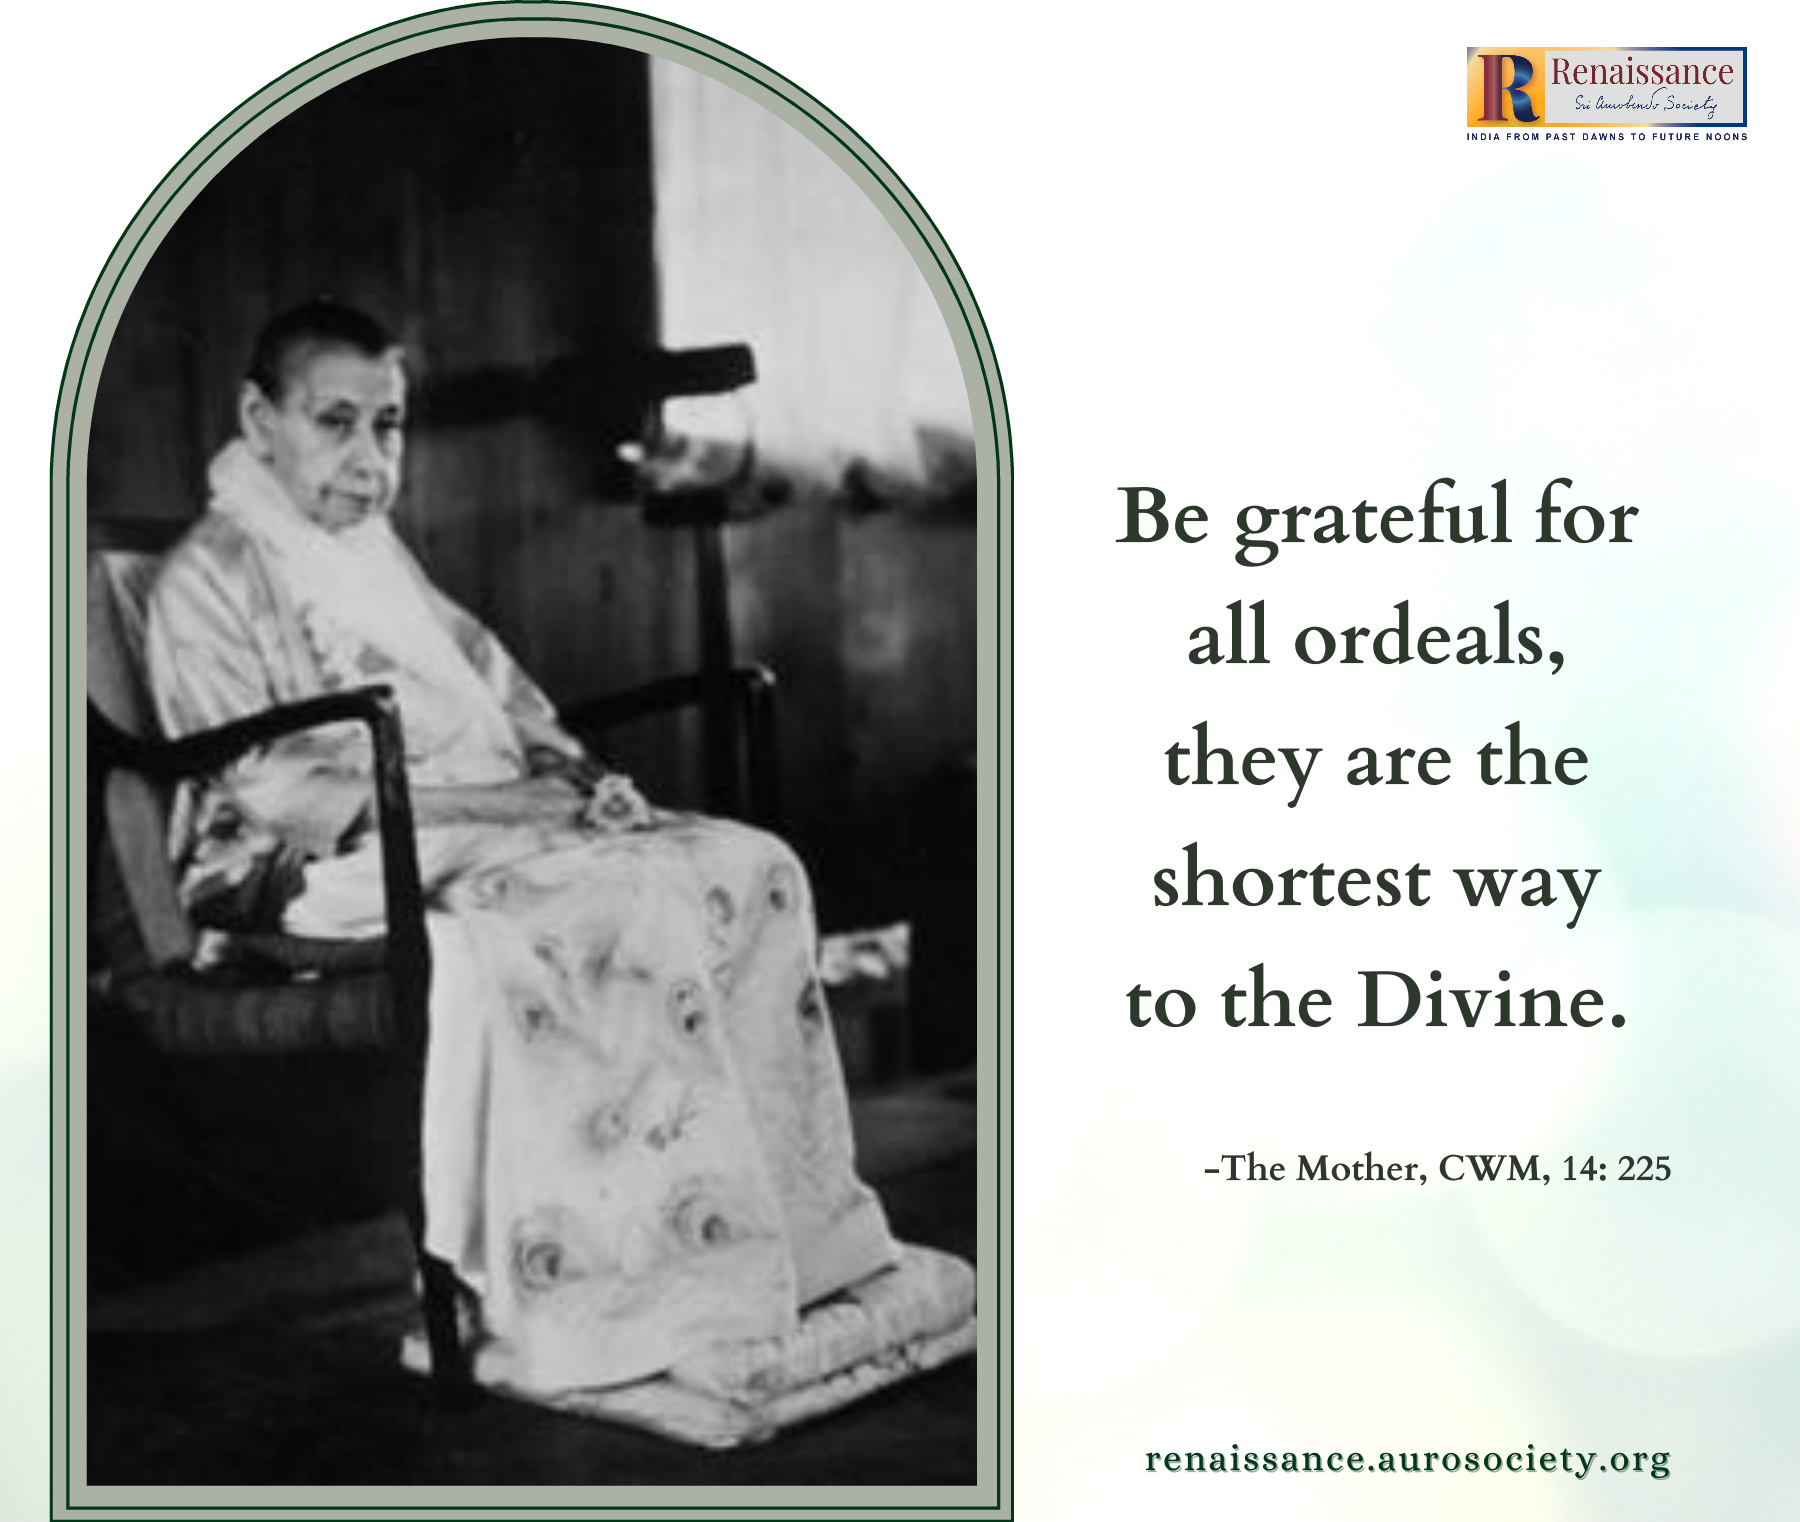 R Renaissance
Sri Aurobindo Society
INDIA FROM PAST DAWNS TO FUTURE NOONS
Be grateful for
all ordeals,
they are the
shortest way
to the Divine.
-The Mother, CWM, 14: 225
renaissance.aurosociety.org